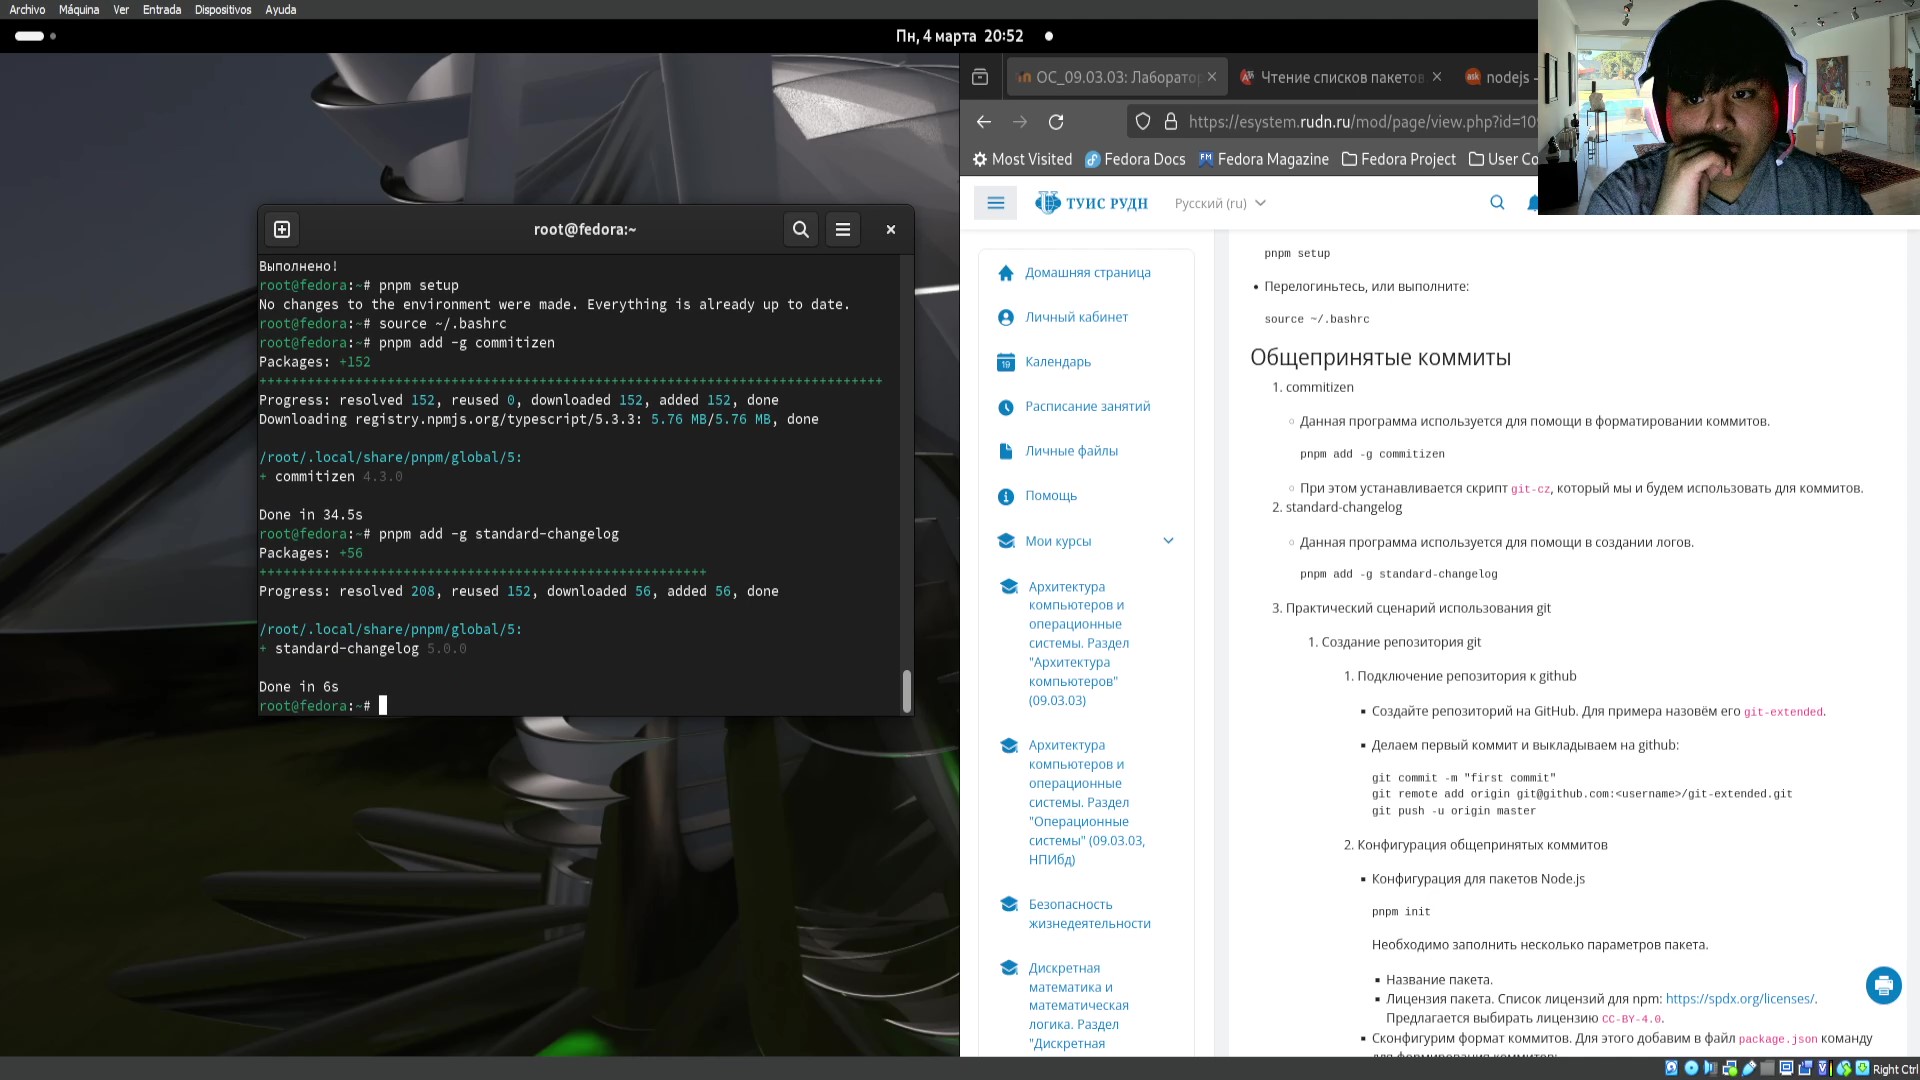 Archivo Máquina Ver Entrada Dispositivos Ayuda
Пн, 4 марта 20:52
root@fedora:~
Выполнено!
root@fedora:~# pnpm setup
No changes to the environment were made. Everything is already up to date.
root@fedora:~# source ~/.bashrc
root@fedora:~# pnpm add -g commitizen
Packages: +152
++++++++++++++++++++++++++++++++++++++++++++++++++++++++++++++++++++++++++++++
Progress: resolved 152, reused 0, downloaded 152, added 152, done
Downloading registry.npmjs.org/typescript/5.3.3: 5.76 MB/5.76 MB, done
/root/.local/share/pnpm/global/5:
+ commitizen 4.3.0
Done in 34.5s
root@fedora:~# pnpm add -g standard-changelog
Packages: +56
++++++++++++++++++++++++++++++++++++++++++++++++++++++++
Progress: resolved 208, reused 152, downloaded 56, added 56, done
/root/.local/share/pnpm/global/5:
+ standard-changelog 5.0.0
Done in 6s
root@fedora:~#
ОС_09.03.03: Лаборатор
Чтение списков пакетов
nodejs -
https://esystem.rudn.ru/mod/page/view.php?id=10
Most Visited Fedora Docs Fedora Magazine Fedora Project User Co
ТУИС РУДН Русский (ru)
Домашняя страница
Личный кабинет
Календарь
Расписание занятий
Личные файлы
Помощь
Мои курсы
Архитектура
компьютеров и
операционные
системы. Раздел
"Архитектура
компьютеров"
(09.03.03)
Архитектура
компьютеров и
операционные
системы. Раздел
"Операционные
системы" (09.03.03,
НПИбд)
Безопасность
жизнедеятельности
Дискретная
математика и
математическая
логика. Раздел
"Дискретная
pnpm setup
• Перелогиньтесь, или выполните:
source ~/.bashrc
Общепринятые коммиты
1. commitizen
Данная программа используется для помощи в форматировании коммитов.
pnpm add -g commitizen
При этом устанавливается скрипт git-cz, который мы и будем использовать для коммитов.
2. standard-changelog
Данная программа используется для помощи в создании логов.
pnpm add -g standard-changelog
3. Практический сценарий использования git
1. Создание репозитория git
1. Подключение репозитория к github
Создайте репозиторий на GitHub. Для примера назовём его git-extended.
Делаем первый коммит и выкладываем на github:
git commit -m "first commit"
git remote add origin git@github.com:<username>/git-extended.git
git push -u origin master
2. Конфигурация общепринятых коммитов
Конфигурация для пакетов Node.js
pnpm init
Необходимо заполнить несколько параметров пакета.
Название пакета.
Лицензия пакета. Список лицензий для npm: https://spdx.org/licenses/.
Предлагается выбирать лицензию CC-BY-4.0.
Сконфигурим формат коммитов. Для этого добавим в файл package.json команду
для формирования коммитов:
Right Ctrl